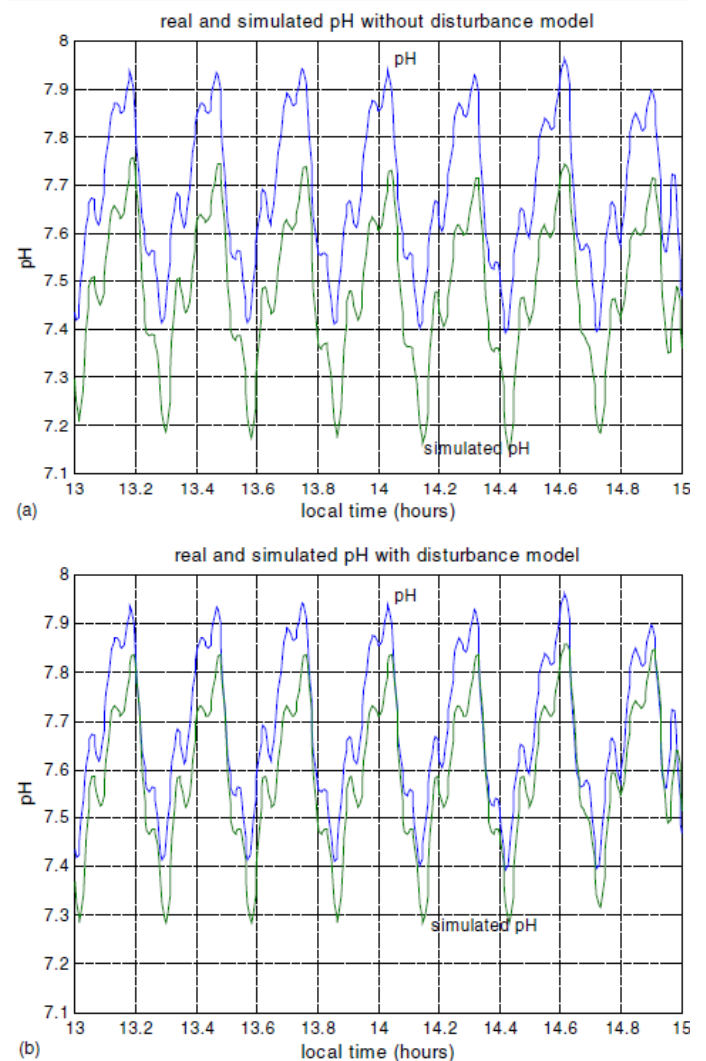 real and simulated pH without disturbance model
8
7.9
7.8
7.7
7.6
7.5
7.4
7.3
7.2
7.1
pH
pH
simulated pH
13 13.2 13.4 13.6 13.8 14 14.2 14.4 14.6 14.8 15
(a)
local time (hours)
real and simulated pH with disturbance model
8
7.9
7.8
7.7
7.6
7.5
7.4
7.3
7.2
7.1
pH
pH
simulated pH
13 13.2 13.4 13.6 13.8 14 14.2 14.4 14.6 14.8 15
(b)
local time (hours)